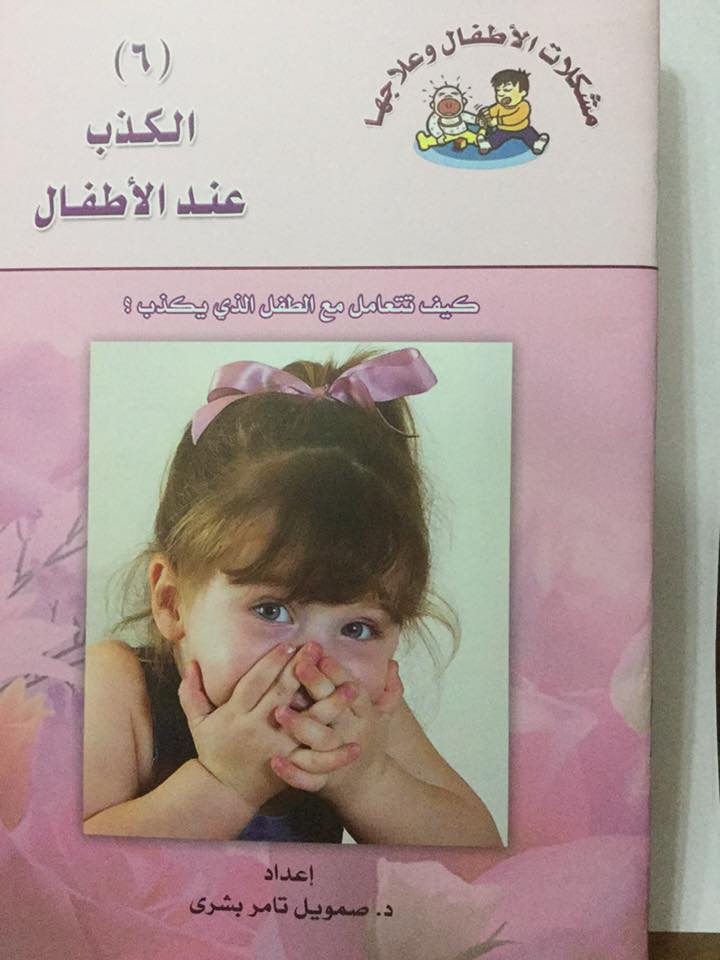 مشكلات الأطفال وعلاجها
(٦)
الكذب
عند الأطفال
كيف تتعامل مع الطفل الذي يكذب ؟
إعداد
د. صمويل تامر بشرى